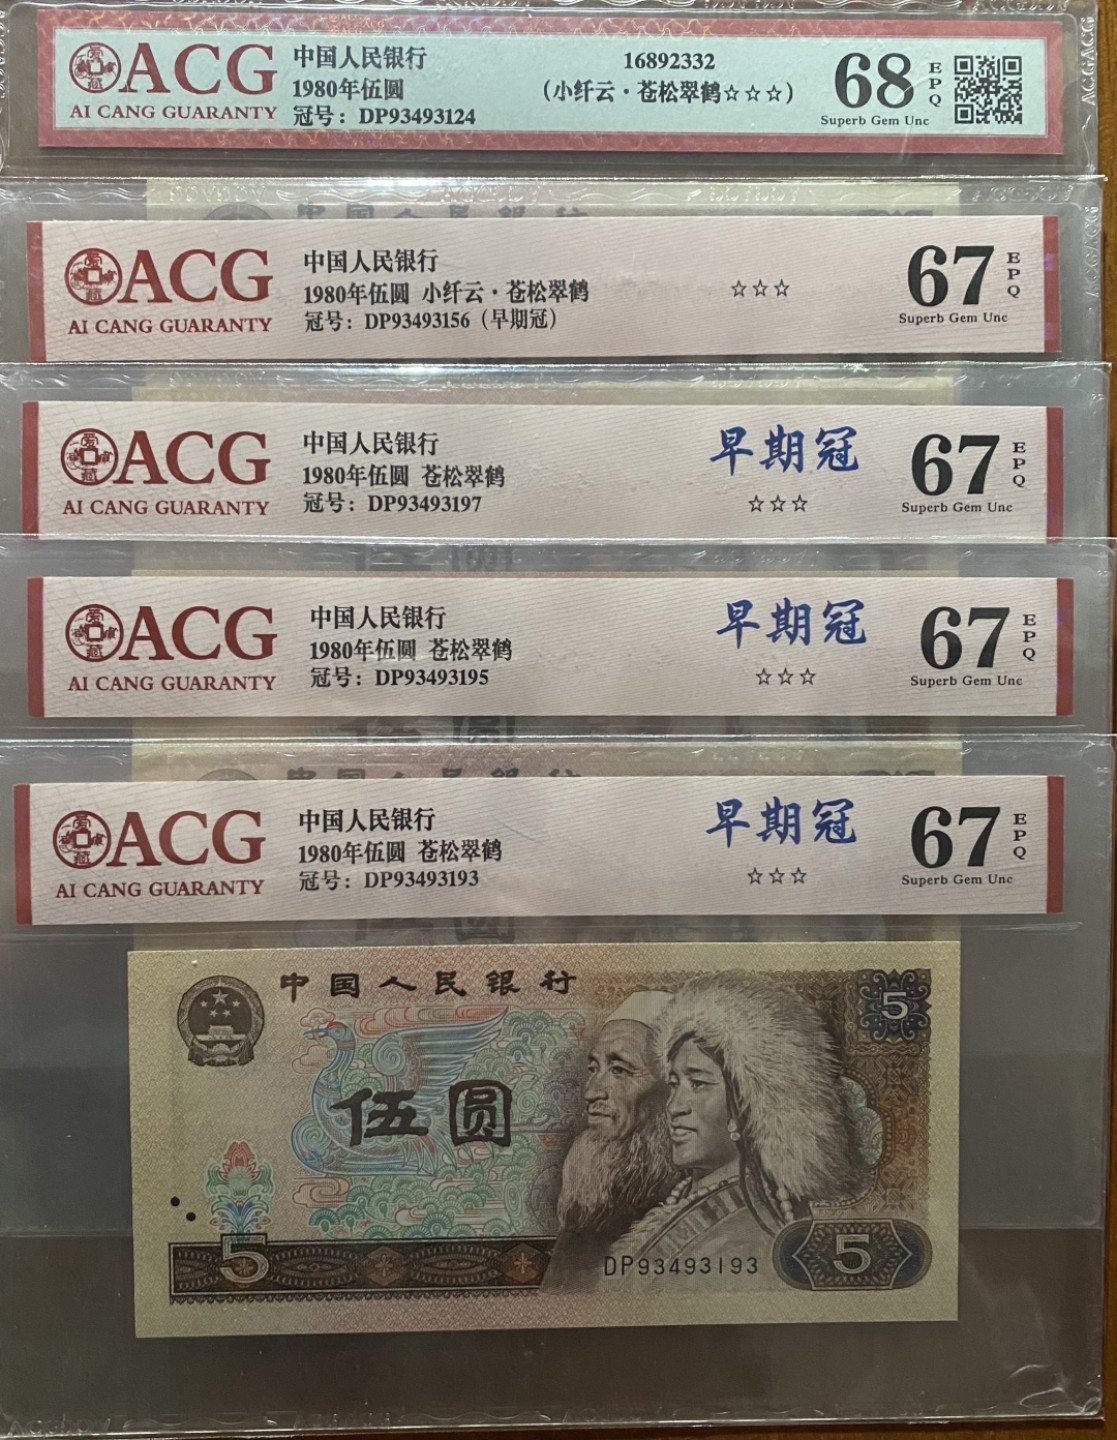 ACG
AI CANG GUARANTY
中国人民银行
1980年伍圆
冠号：DP93493124
16892332
(小纤云·苍松翠鹤☆☆☆)
68
EPQ
Superb Gem Unc
ACG
AI CANG GUARANTY
中国人民银行
1980年伍圆 小纤云·苍松翠鹤
冠号：DP93493156（早期冠）
☆☆☆
67
EPQ
Superb Gem Unc
ACG
AI CANG GUARANTY
中国人民银行
1980年伍圆 苍松翠鹤
冠号：DP93493197
早期冠
☆☆☆
67
EPQ
Superb Gem Unc
ACG
AI CANG GUARANTY
中国人民银行
1980年伍圆 苍松翠鹤
冠号：DP93493195
早期冠
☆☆☆
67
EPQ
Superb Gem Unc
ACG
AI CANG GUARANTY
中国人民银行
1980年伍圆 苍松翠鹤
冠号：DP93493193
早期冠
☆☆☆
67
EPQ
Superb Gem Unc
中国人民银行
5
伍圆
5
DP93493193
5